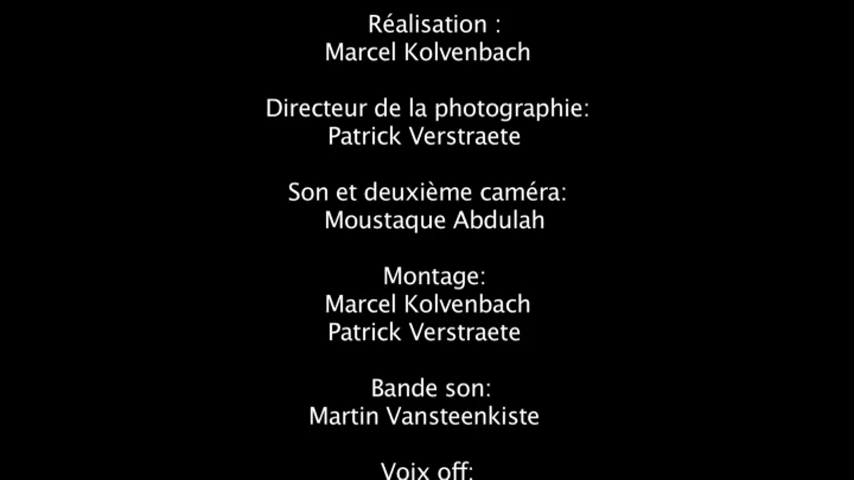 Réalisation :
Marcel Kolvenbach
Directeur de la photographie:
Patrick Verstraete
Son et deuxième caméra:
Moustaque Abdulah
Montage:
Marcel Kolvenbach
Patrick Verstraete
Bande son:
Martin Vansteenkiste
Voix off: